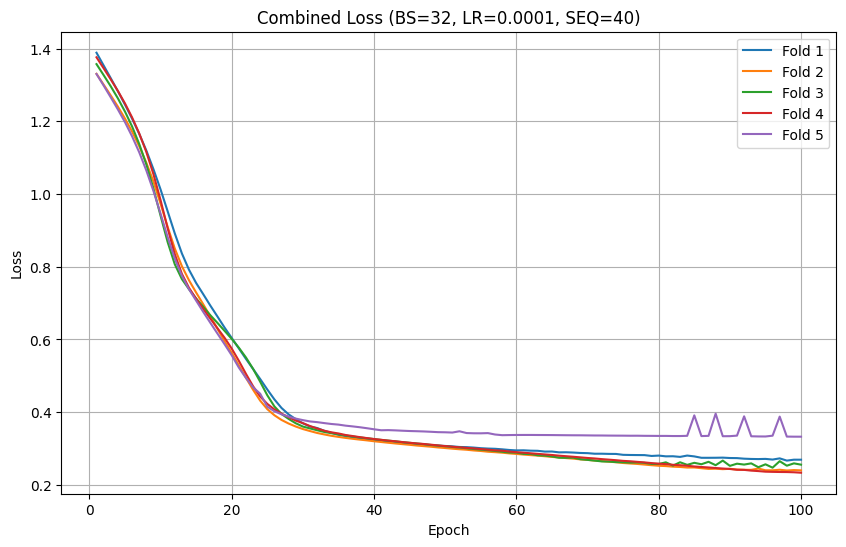 Combined Loss (BS=32, LR=0.0001, SEQ=40)
Loss
1.4
1.2
1.0
0.8
0.6
0.4
0.2
Fold 1
Fold 2
Fold 3
Fold 4
Fold 5
0 20 40 60 80 100
Epoch